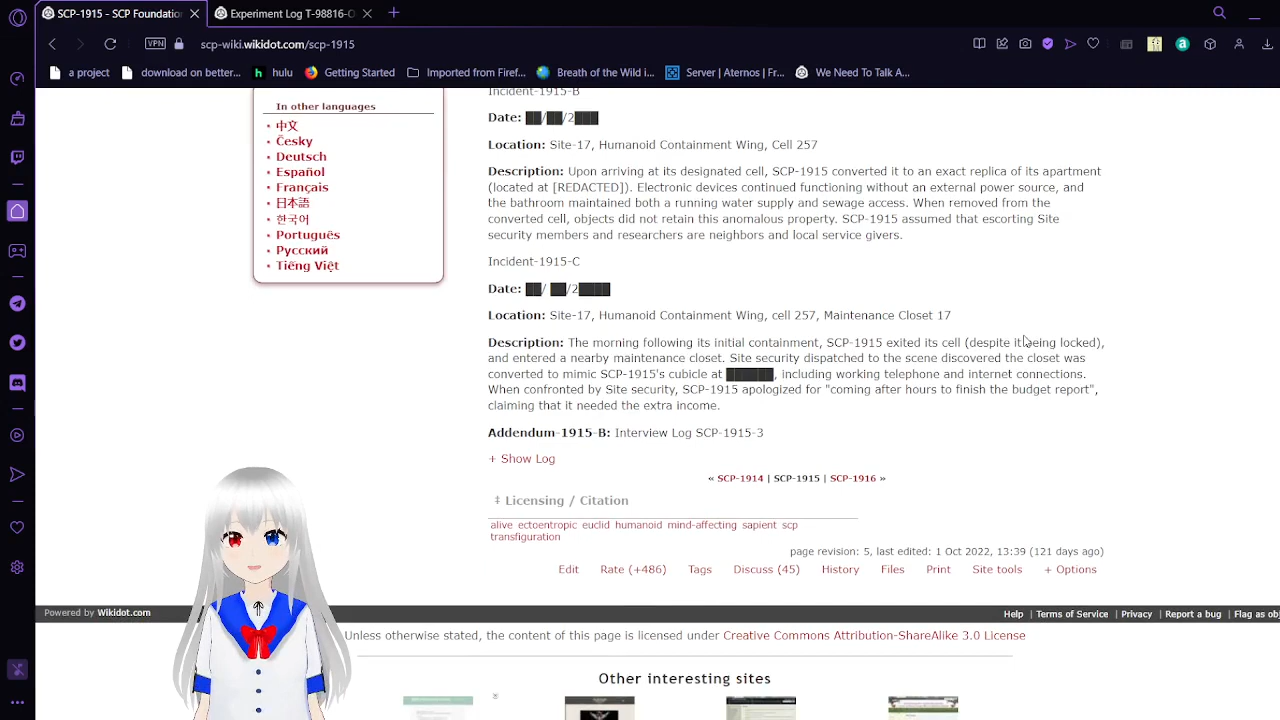 SCP-1915 - SCP Foundation
Experiment Log T-98816-O
VPN
scp-wiki.wikidot.com/scp-1915
a project
download on better...
hulu
Getting Started
Imported from Firef...
Breath of the Wild i...
Server | Aternos | Fr...
We Need To Talk A...
In other languages
中文
Česky
Deutsch
Español
Français
日本語
한국어
Português
Русский
Tiếng Việt
Incident-1915-B
Date: ██/██/2███
Location: Site-17, Humanoid Containment Wing, Cell 257
Description: Upon arriving at its designated cell, SCP-1915 converted it to an exact replica of its apartment
(located at [REDACTED]). Electronic devices continued functioning without an external power source, and
the bathroom maintained both a running water supply and sewage access. When removed from the
converted cell, objects did not retain this anomalous property. SCP-1915 assumed that escorting Site
security members and researchers are neighbors and local service givers.
Incident-1915-C
Date: ██/ ██/2████
Location: Site-17, Humanoid Containment Wing, cell 257, Maintenance Closet 17
Description: The morning following its initial containment, SCP-1915 exited its cell (despite it being locked),
and entered a nearby maintenance closet. Site security dispatched to the scene discovered the closet was
converted to mimic SCP-1915's cubicle at ██████, including working telephone and internet connections.
When confronted by Site security, SCP-1915 apologized for "coming after hours to finish the budget report",
claiming that it needed the extra income.
Addendum-1915-B: Interview Log SCP-1915-3
+ Show Log
« SCP-1914 | SCP-1915 | SCP-1916 »
‡ Licensing / Citation
alive ectoentropic euclid humanoid mind-affecting sapient scp
transfiguration
page revision: 5, last edited: 1 Oct 2022, 13:39 (121 days ago)
Edit Rate (+486) Tags Discuss (45) History Files Print Site tools + Options
Powered by Wikidot.com
Help | Terms of Service | Privacy | Report a bug | Flag as obj
Unless otherwise stated, the content of this page is licensed under Creative Commons Attribution-ShareAlike 3.0 License
Other interesting sites